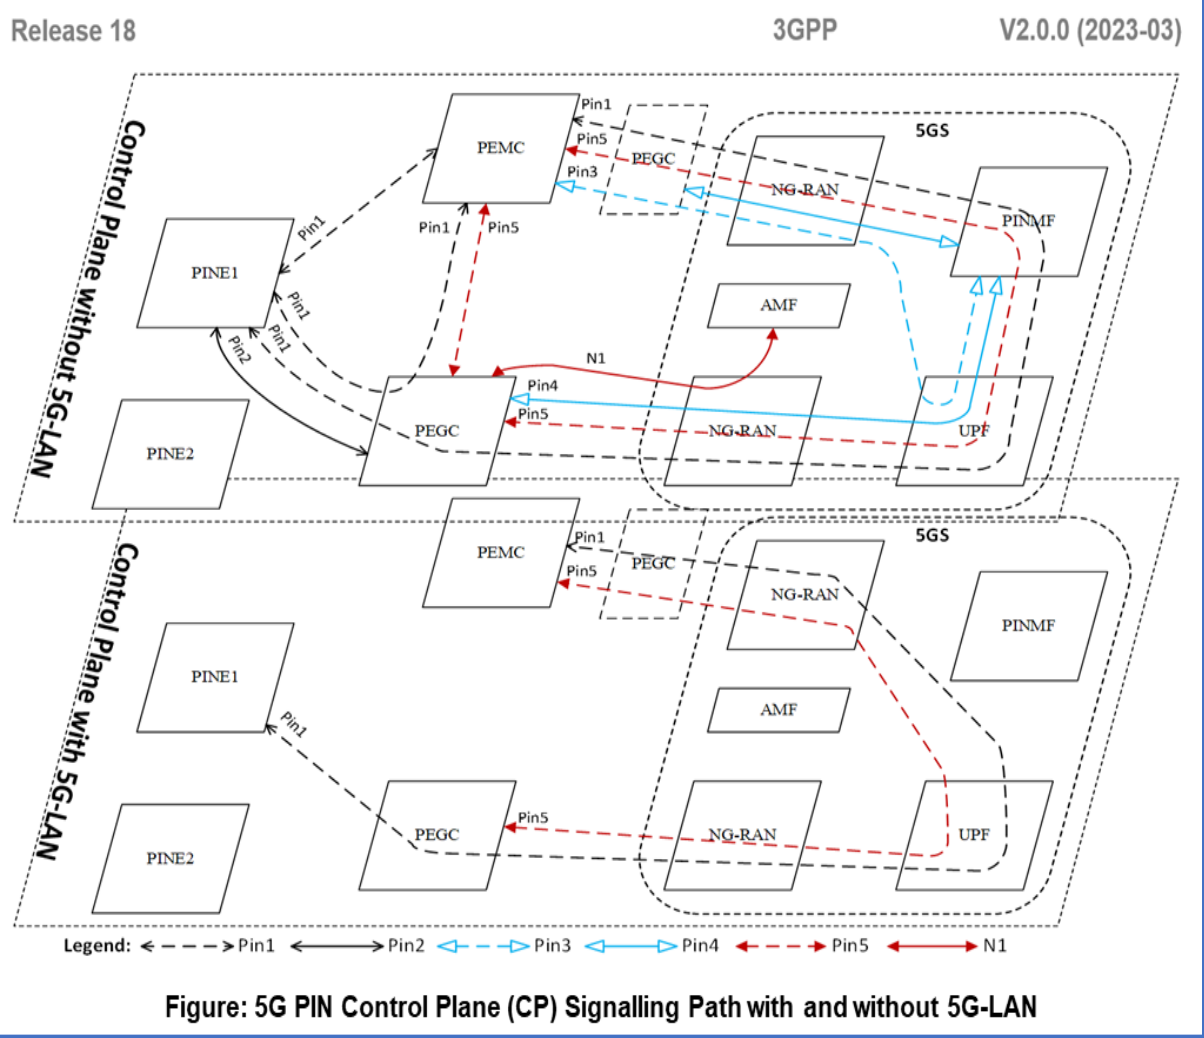 Release 18 3GPP V2.0.0 (2023-03)
Control Plane without 5G-LAN
5GS
Pin1
PEMC
Pin5
PEGC
Pin3
NG-RAN
PINMF
Pin1
Pin1
Pin5
PINE1
Pin1
AMF
Pin1
Pin2
N1
Pin4
Pin5
PEGC
NG-RAN
UPF
PINE2
Control Plane with 5G-LAN
5GS
Pin1
PEMC
PEGC
Pin5
NG-RAN
PINMF
PINE1
AMF
Pin1
Pin5
PEGC
NG-RAN
UPF
PINE2
Legend: Pin1 Pin2 Pin3 Pin4 Pin5 N1
Figure: 5G PIN Control Plane (CP) Signalling Path with and without 5G-LAN